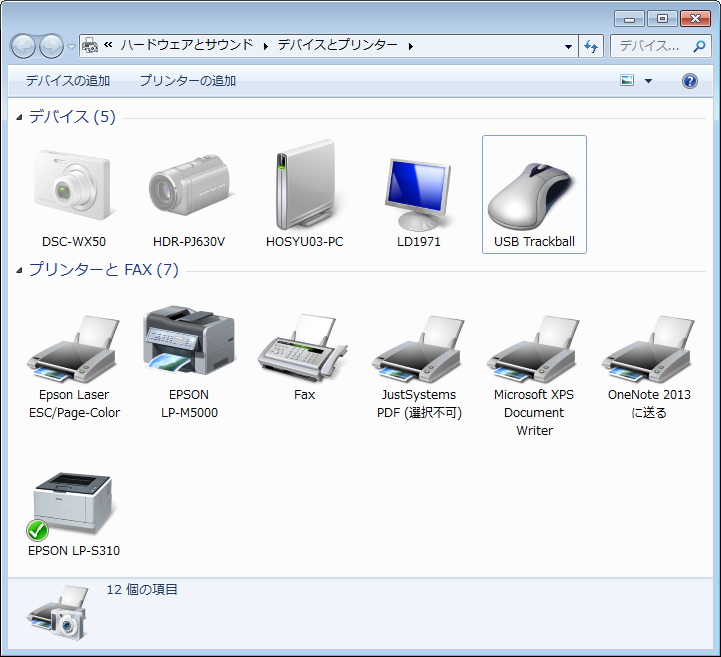 « ハードウェアとサウンド ▸ デバイスとプリンター ▸
デバイス...
デバイスの追加 プリンターの追加
デバイス (5)
DSC-WX50
HDR-PJ630V
HOSYU03-PC
LD1971
USB Trackball
プリンターと FAX (7)
Epson Laser
ESC/Page-Color
EPSON
LP-M5000
Fax
JustSystems
PDF (選択不可)
Microsoft XPS
Document
Writer
OneNote 2013
に送る
EPSON LP-S310
12 個の項目